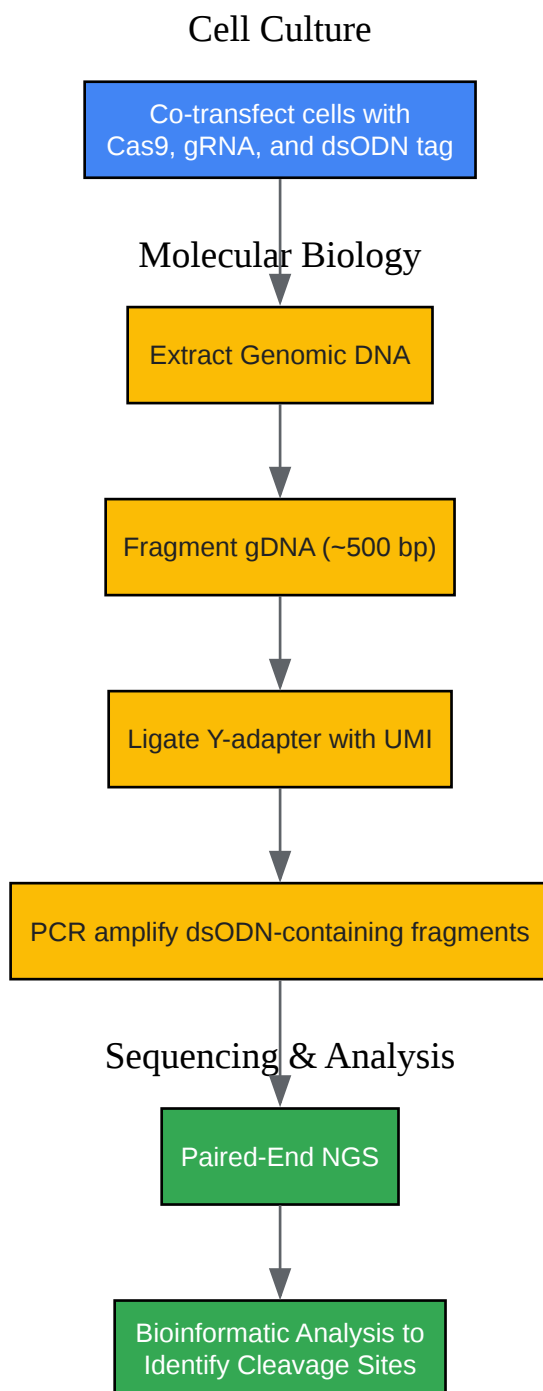 Cell Culture
Co-transfect cells with
Cas9, gRNA, and dsODN tag
Molecular Biology
Extract Genomic DNA
Fragment gDNA (~500 bp)
Ligate Y-adapter with UMI
PCR amplify dsODN-containing fragments
Sequencing & Analysis
Paired-End NGS
Bioinformatic Analysis to
Identify Cleavage Sites